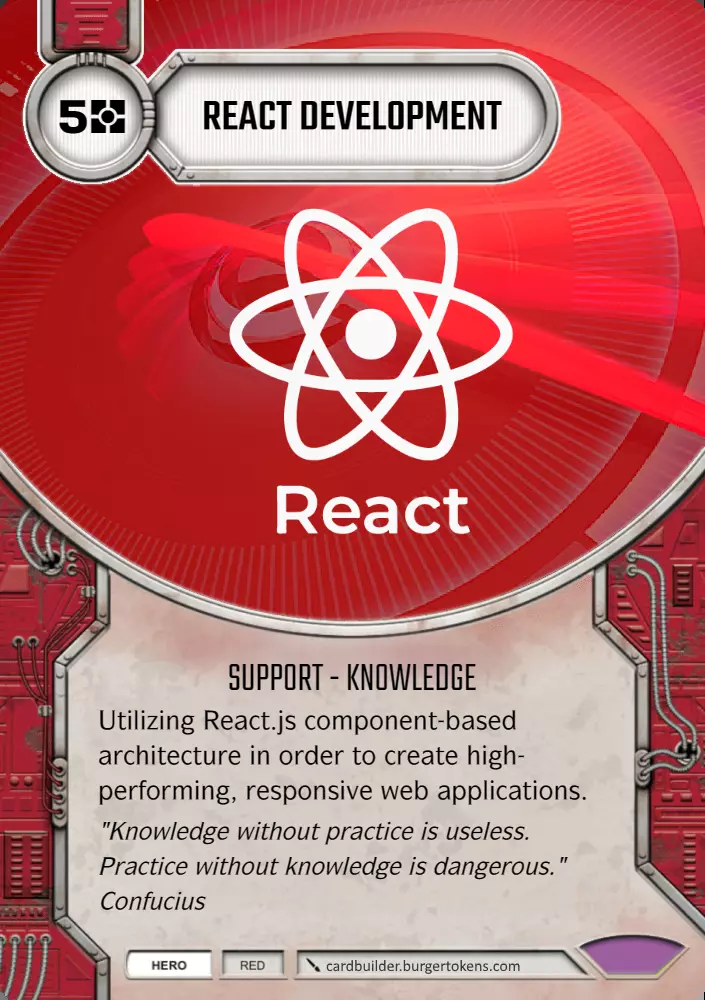 5
REACT DEVELOPMENT
React
SUPPORT - KNOWLEDGE
Utilizing React.js component-based
architecture in order to create high-
performing, responsive web applications.
"Knowledge without practice is useless.
Practice without knowledge is dangerous."
Confucius
HERO
RED
cardbuilder.burgertokens.com